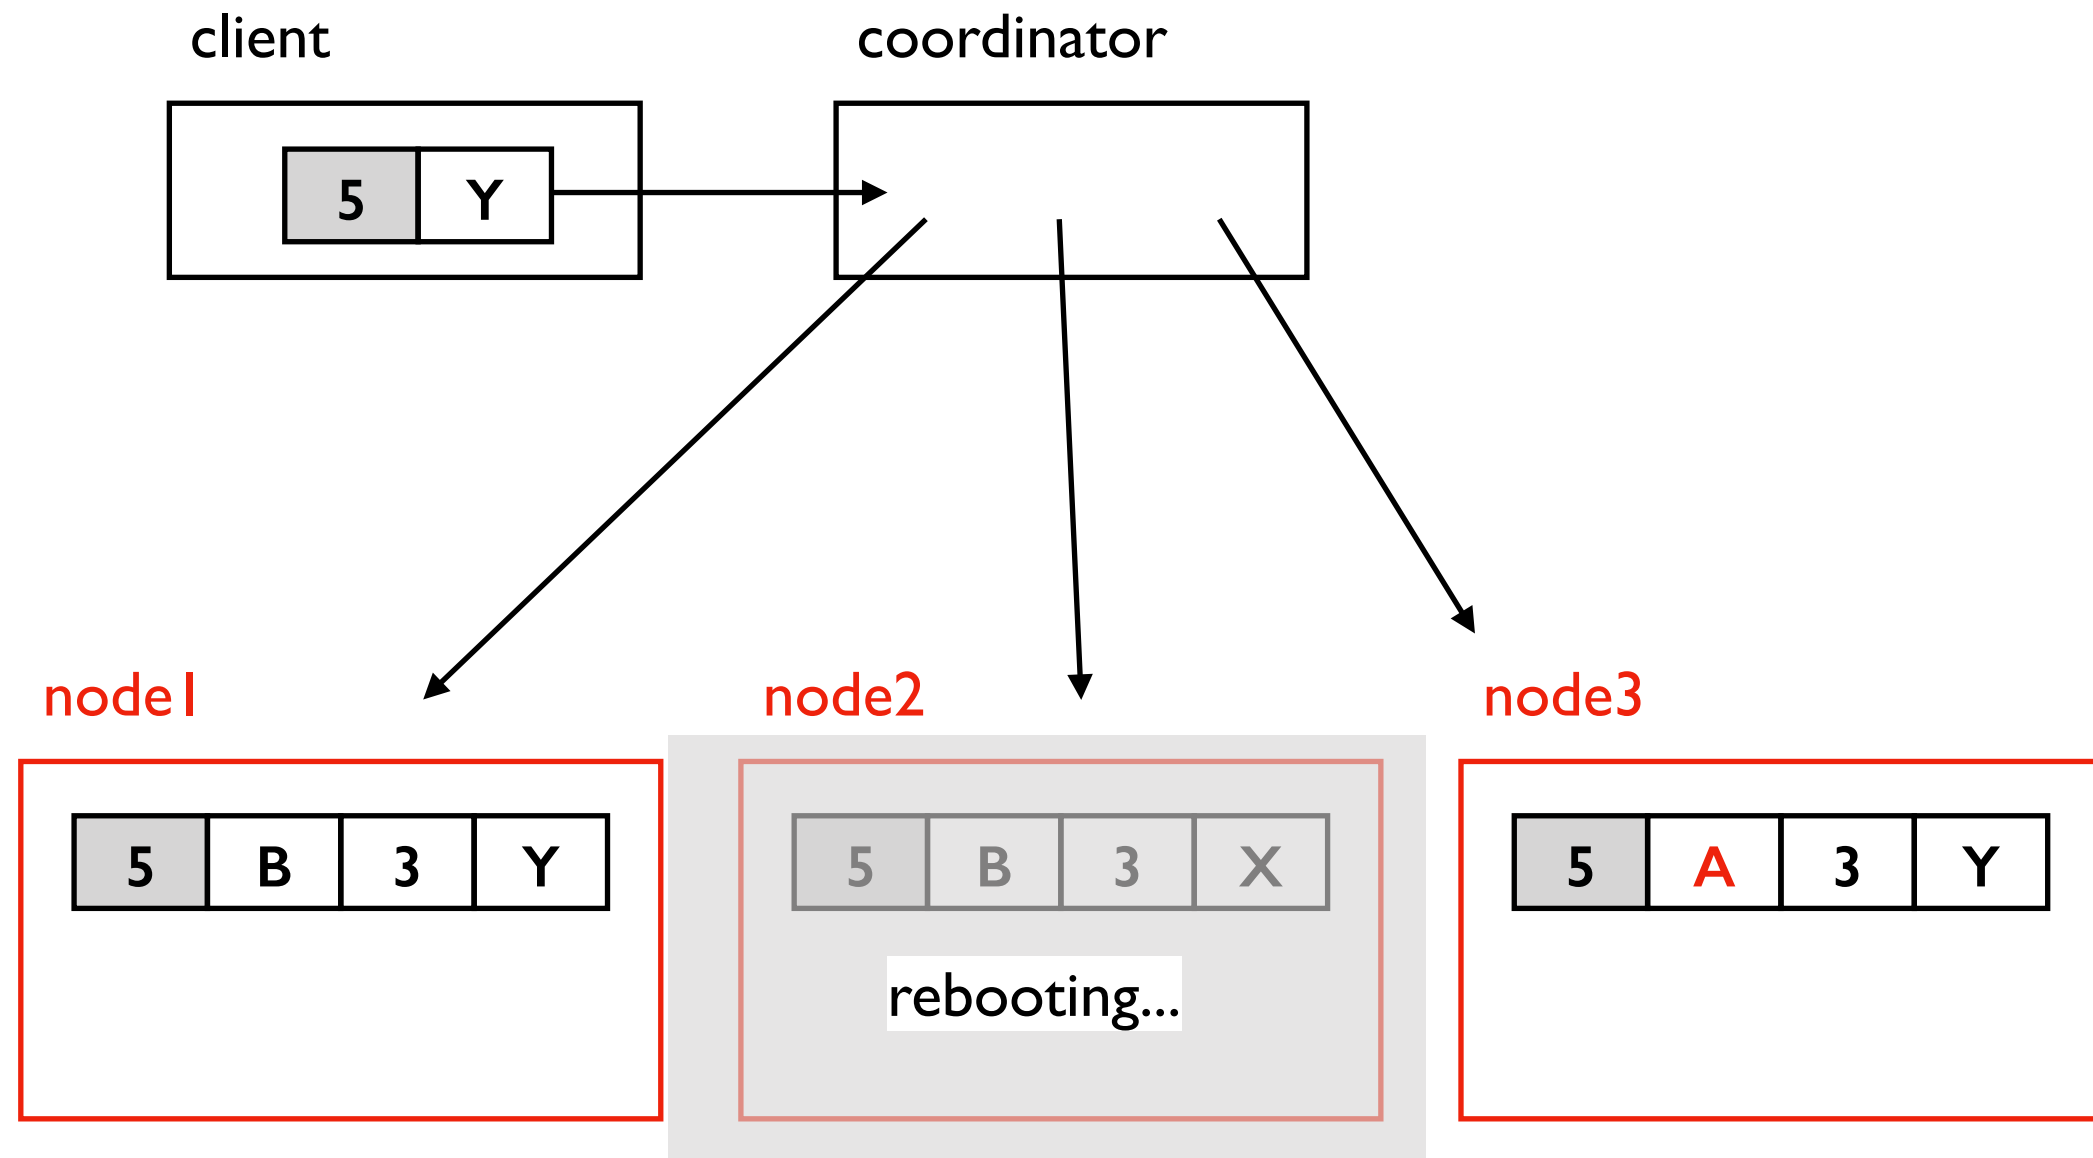 client
coordinator
5 Y
node1
node2
node3
5 B 3 Y
5 B 3 X
5 A 3 Y
rebooting...